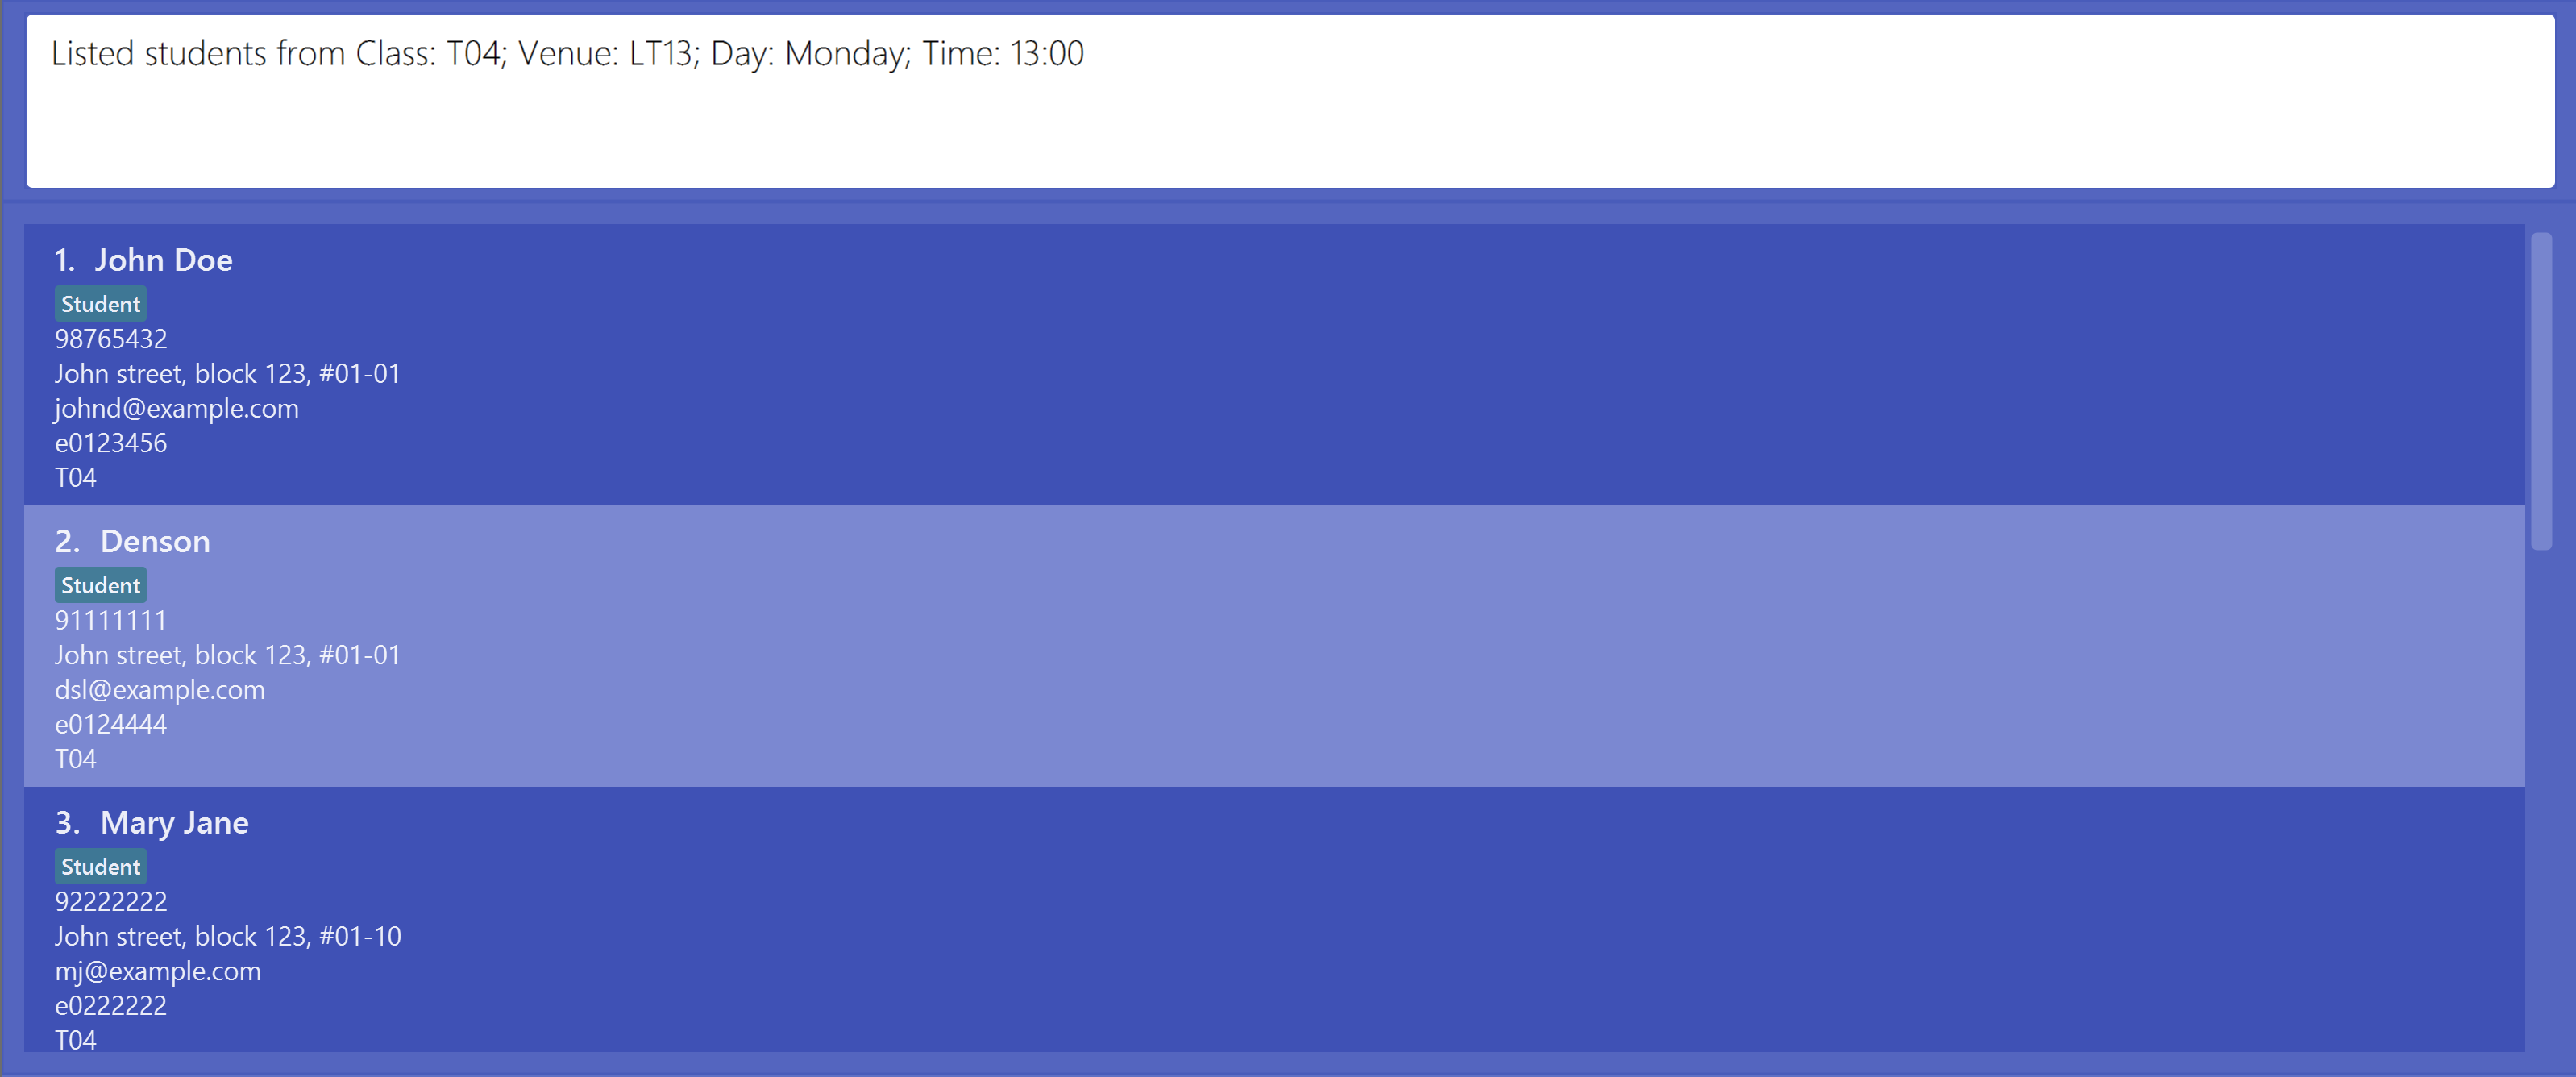 Listed students from Class: T04; Venue: LT13; Day: Monday; Time: 13:00
1. John Doe
Student
98765432
John street, block 123, #01-01
johnd@example.com
e0123456
T04
2. Denson
Student
91111111
John street, block 123, #01-01
dsl@example.com
e0124444
T04
3. Mary Jane
Student
92222222
John street, block 123, #01-10
mj@example.com
e0222222
T04